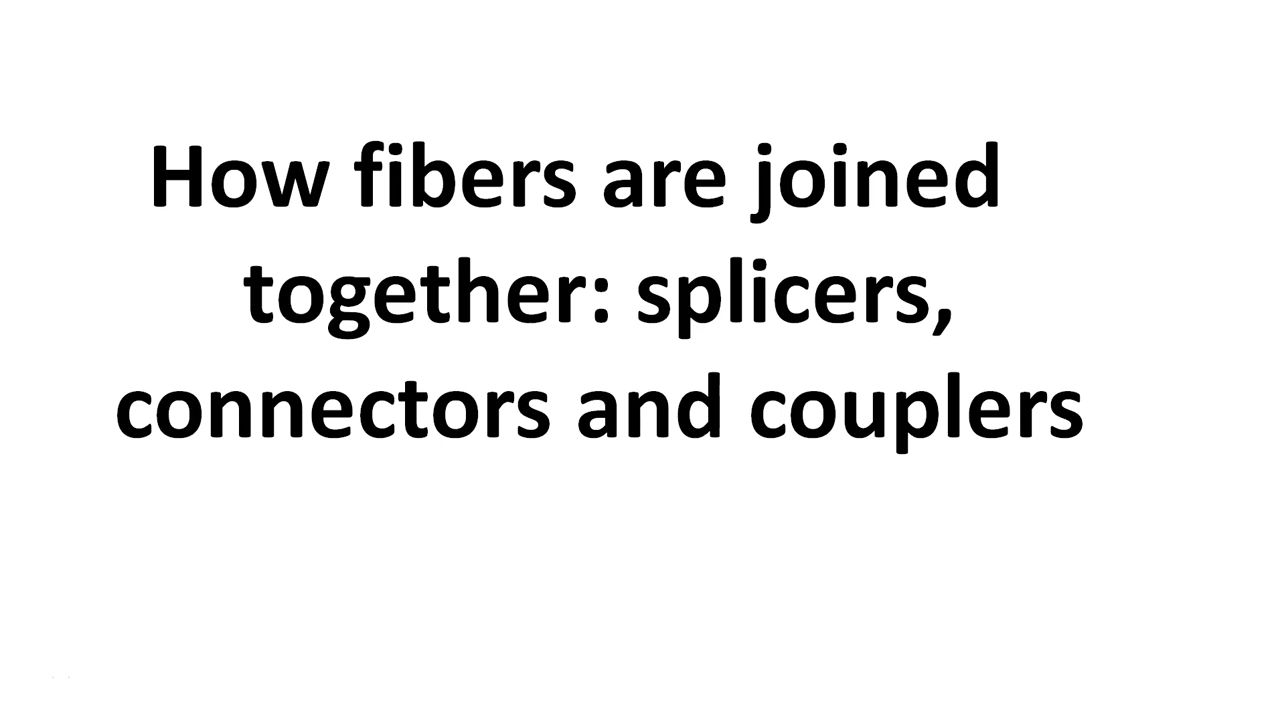 How fibers are joined
together: splicers,
connectors and couplers